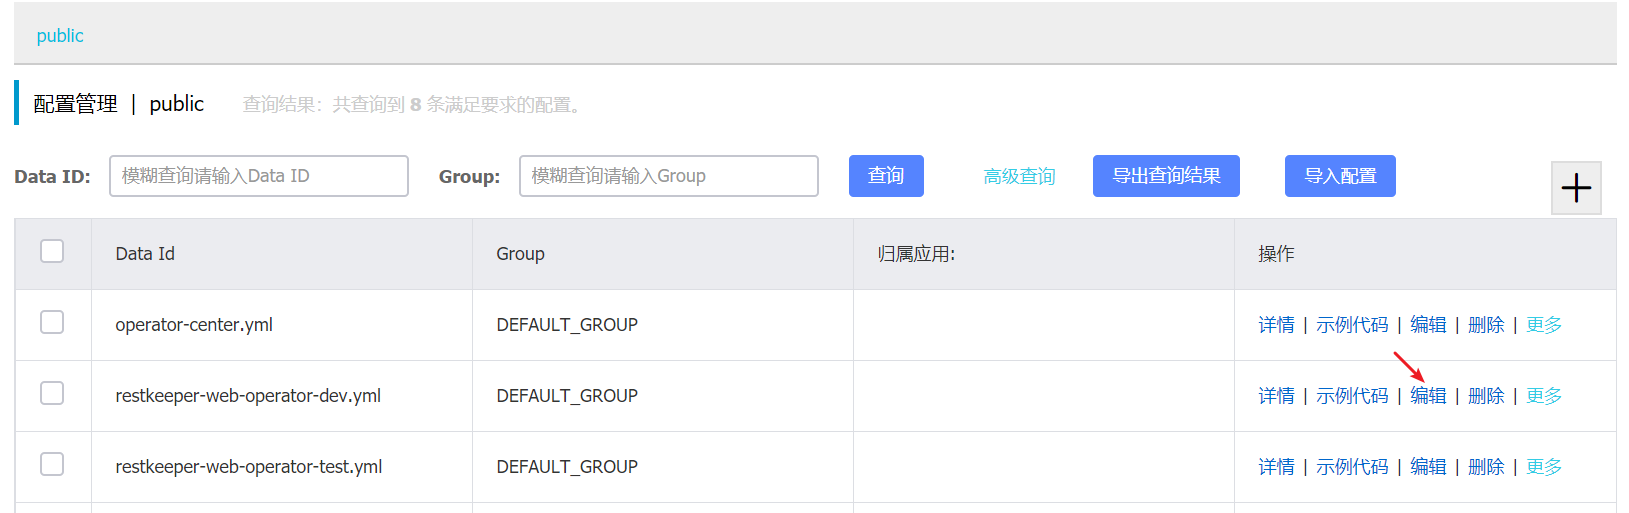 public
配置管理 | public 查询结果：共查询到 8 条满足要求的配置。
Data ID: 模糊查询请输入Data ID Group: 模糊查询请输入Group 查询 高级查询 导出查询结果 导入配置
Data Id Group 归属应用: 操作
operator-center.yml DEFAULT_GROUP 详情 | 示例代码 | 编辑 | 删除 | 更多
restkeeper-web-operator-dev.yml DEFAULT_GROUP 详情 | 示例代码 | 编辑 | 删除 | 更多
restkeeper-web-operator-test.yml DEFAULT_GROUP 详情 | 示例代码 | 编辑 | 删除 | 更多